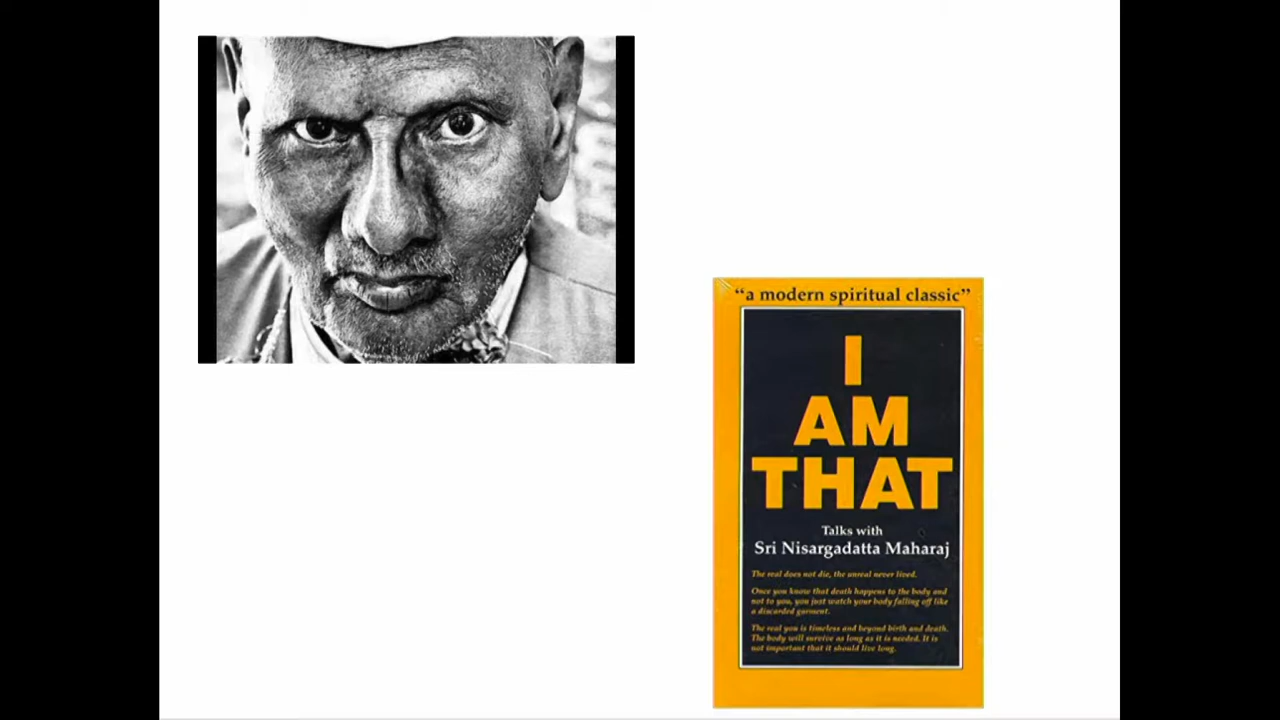 “a modern spiritual classic”
I
AM
THAT
Talks with
Sri Nisargadatta Maharaj
The real does not die, the unreal never lived.
Once you know that death happens to the body and
not to you, you just watch your body falling off like
a discarded garment.
The real you is timeless and beyond birth and death.
The body will survive as long as it is needed. It is
not important that it should live long.